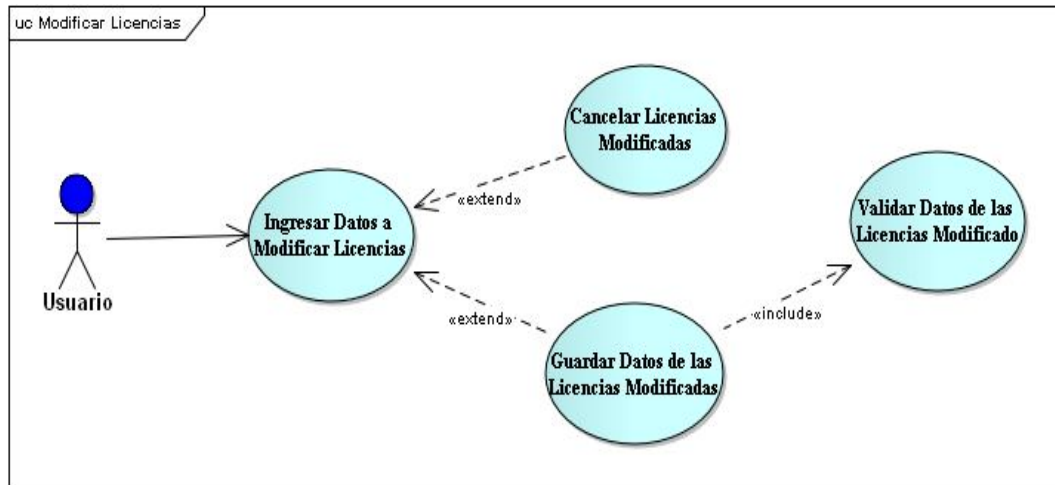 uc Modificar Licencias
Cancelar Licencias
Modificadas
«extend»
Ingresar Datos a
Modificar Licencias
Validar Datos de las
Licencias Modificado
Usuario
«extend»
«include»
Guardar Datos de las
Licencias Modificadas